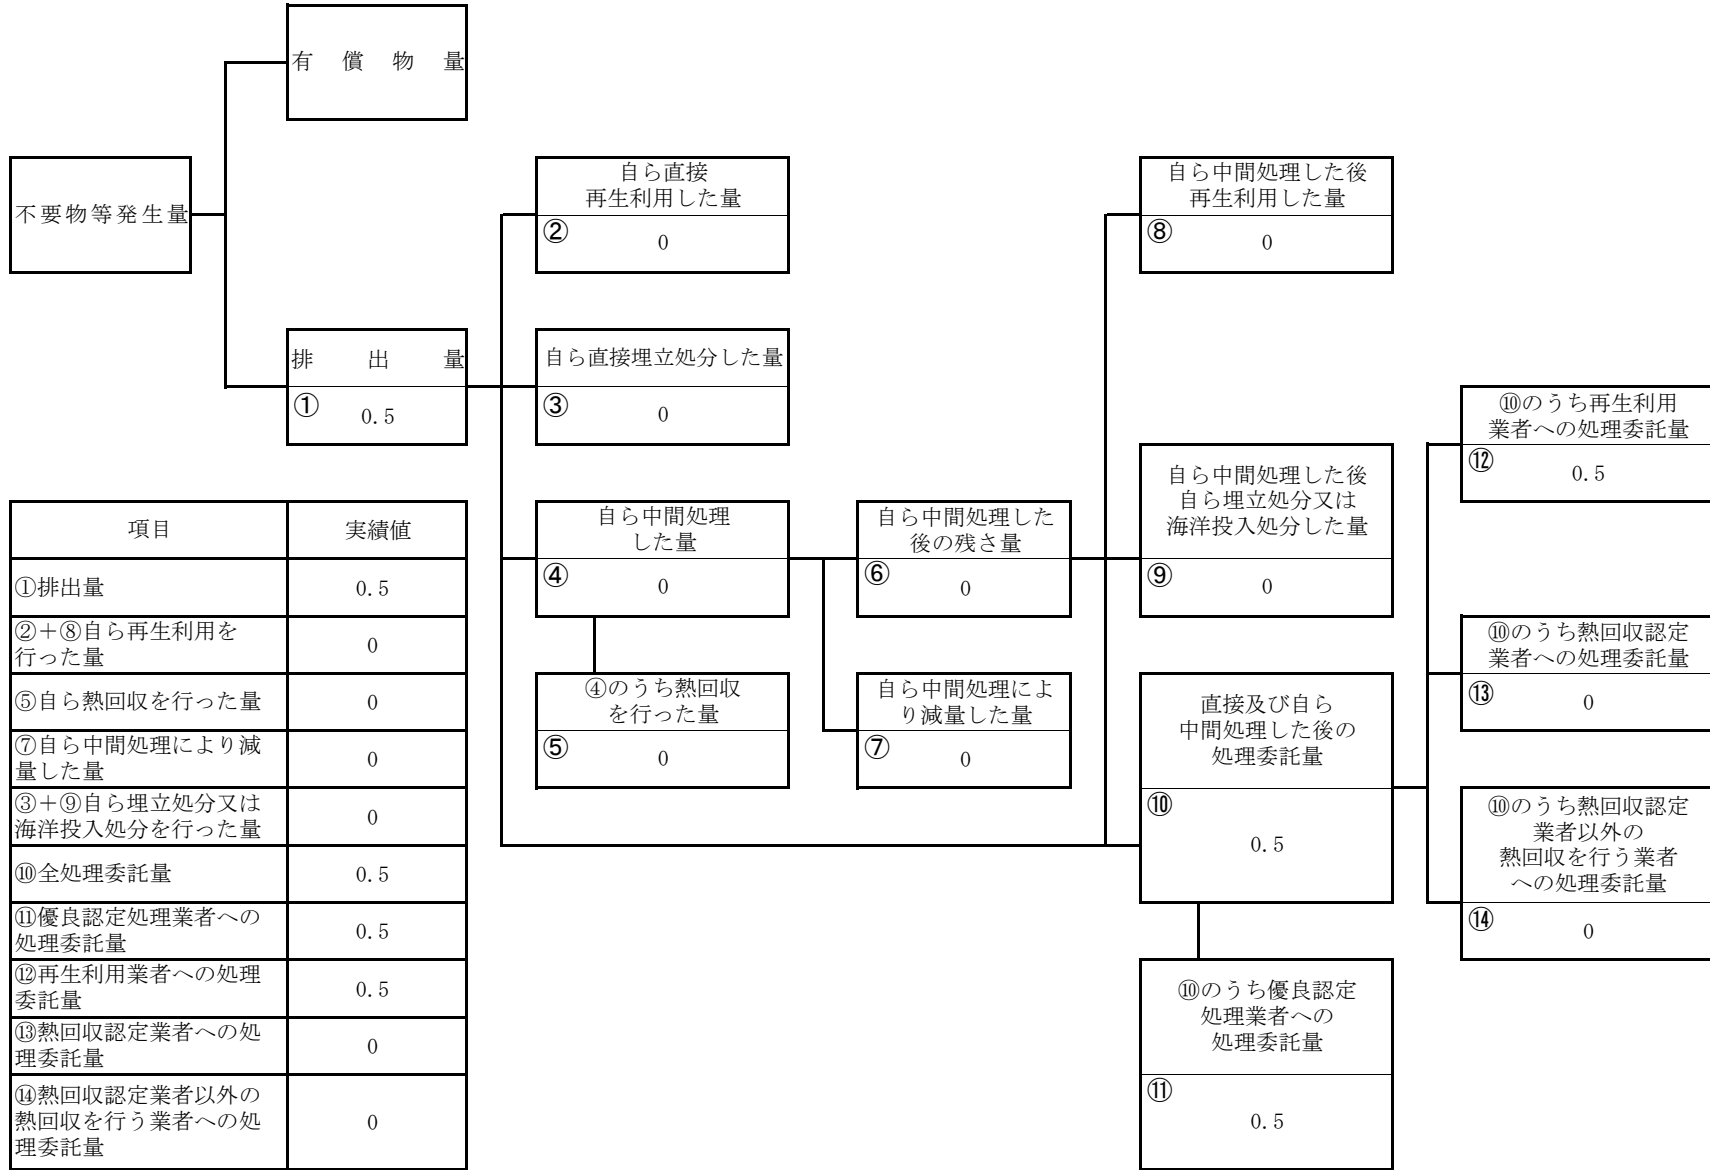 有償物量
不要物等発生量
排出量
① 0.5
自ら直接
再生利用した量
② 0
自ら直接埋立処分した量
③ 0
自ら中間処理
した量
④ 0
④のうち熱回収
を行った量
⑤ 0
自ら中間処理した
後の残さ量
⑥ 0
自ら中間処理によ
り減量した量
⑦ 0
自ら中間処理した後
再生利用した量
⑧ 0
自ら中間処理した後
自ら埋立処分又は
海洋投入処分した量
⑨ 0
直接及び自ら
中間処理した後の
処理委託量
⑩
0.5
⑩のうち優良認定
処理業者への
処理委託量
⑪
0.5
⑩のうち再生利用
業者への処理委託量
⑫ 0.5
⑩のうち熱回収認定
業者への処理委託量
⑬ 0
⑩のうち熱回収認定
業者以外の
熱回収を行う業者
への処理委託量
⑭ 0
項目 実績値
①排出量 0.5
②+⑧自ら再生利用を
行った量 0
⑤自ら熱回収を行った量 0
⑦自ら中間処理により減
量した量 0
③+⑨自ら埋立処分又は
海洋投入処分を行った量 0
⑩全処理委託量 0.5
⑪優良認定処理業者への
処理委託量 0.5
⑫再生利用業者への処理
委託量 0.5
⑬熱回収認定業者への処
理委託量 0
⑭熱回収認定業者以外の
熱回収を行う業者への処
理委託量 0